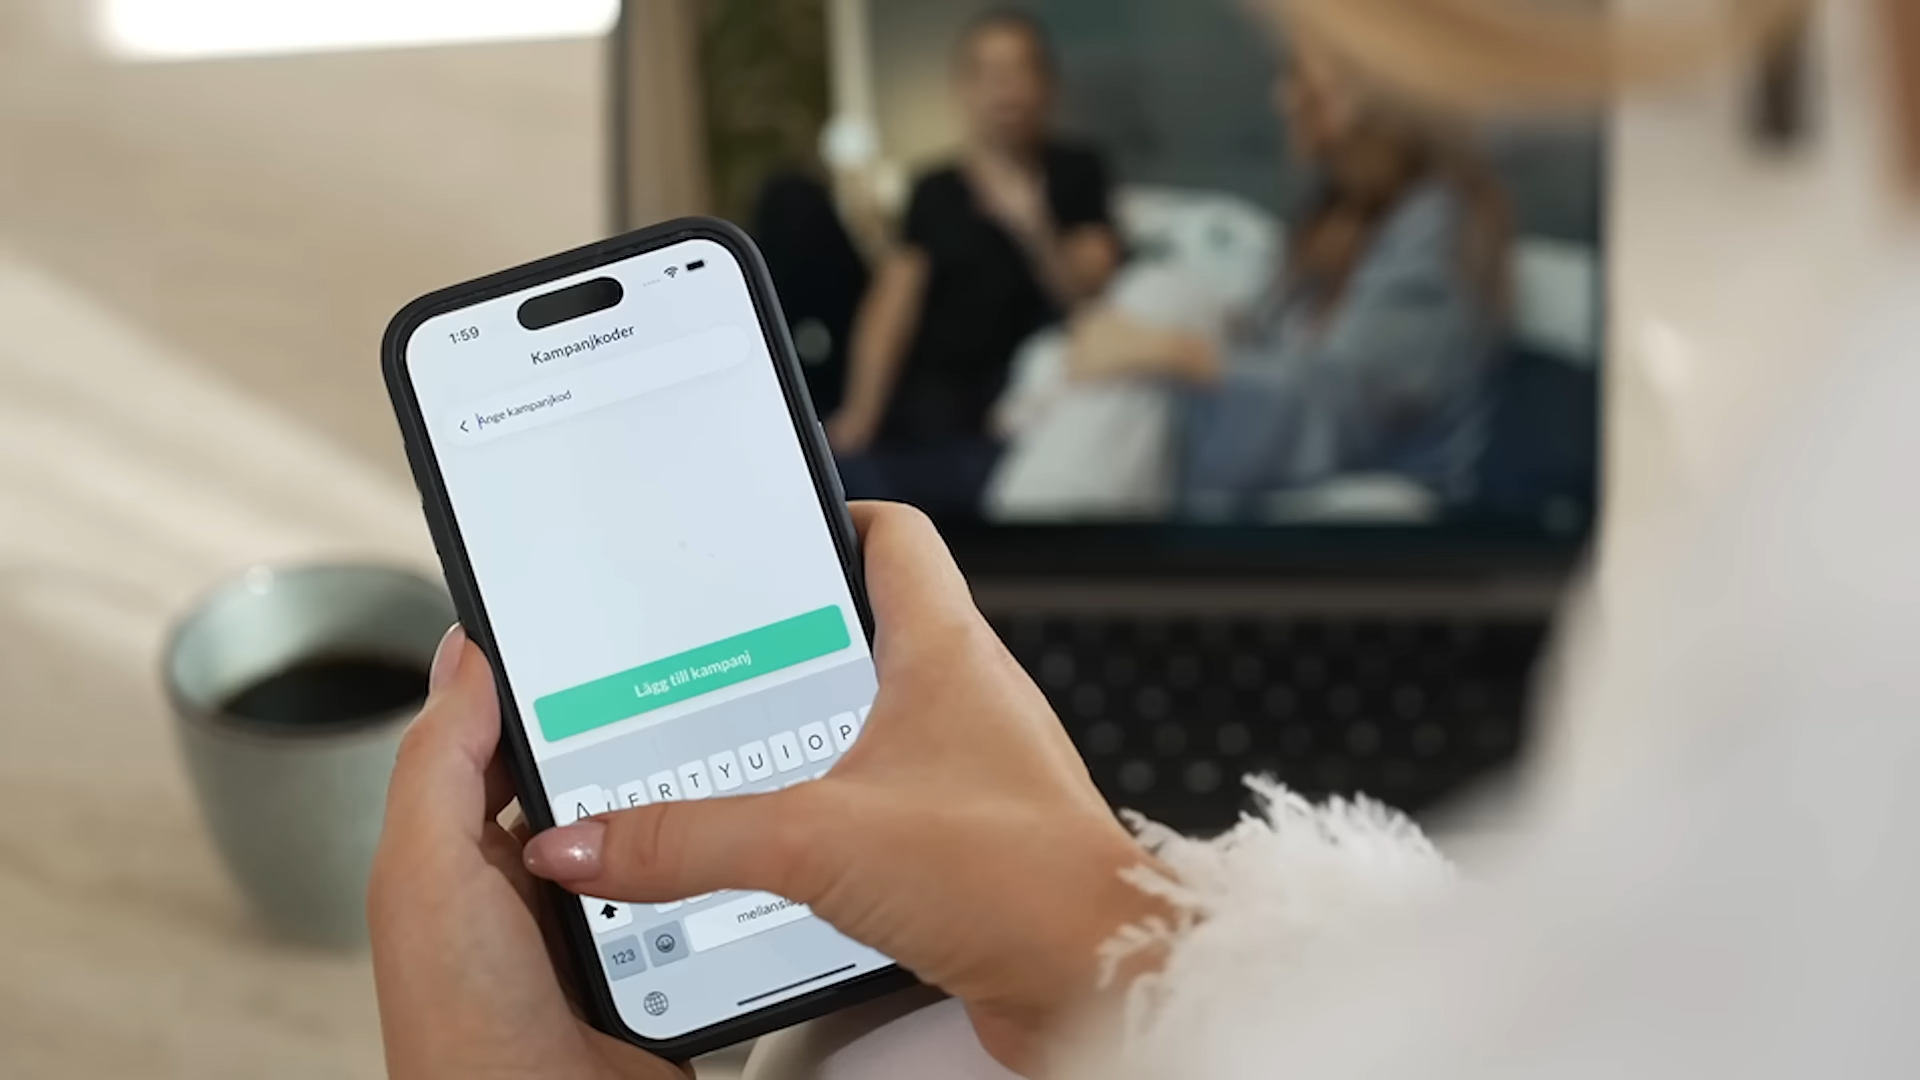 1:59
Kampanjkoder
Ange kampanjkod
Lägg till kampanj
A E R T Y U I O P
123